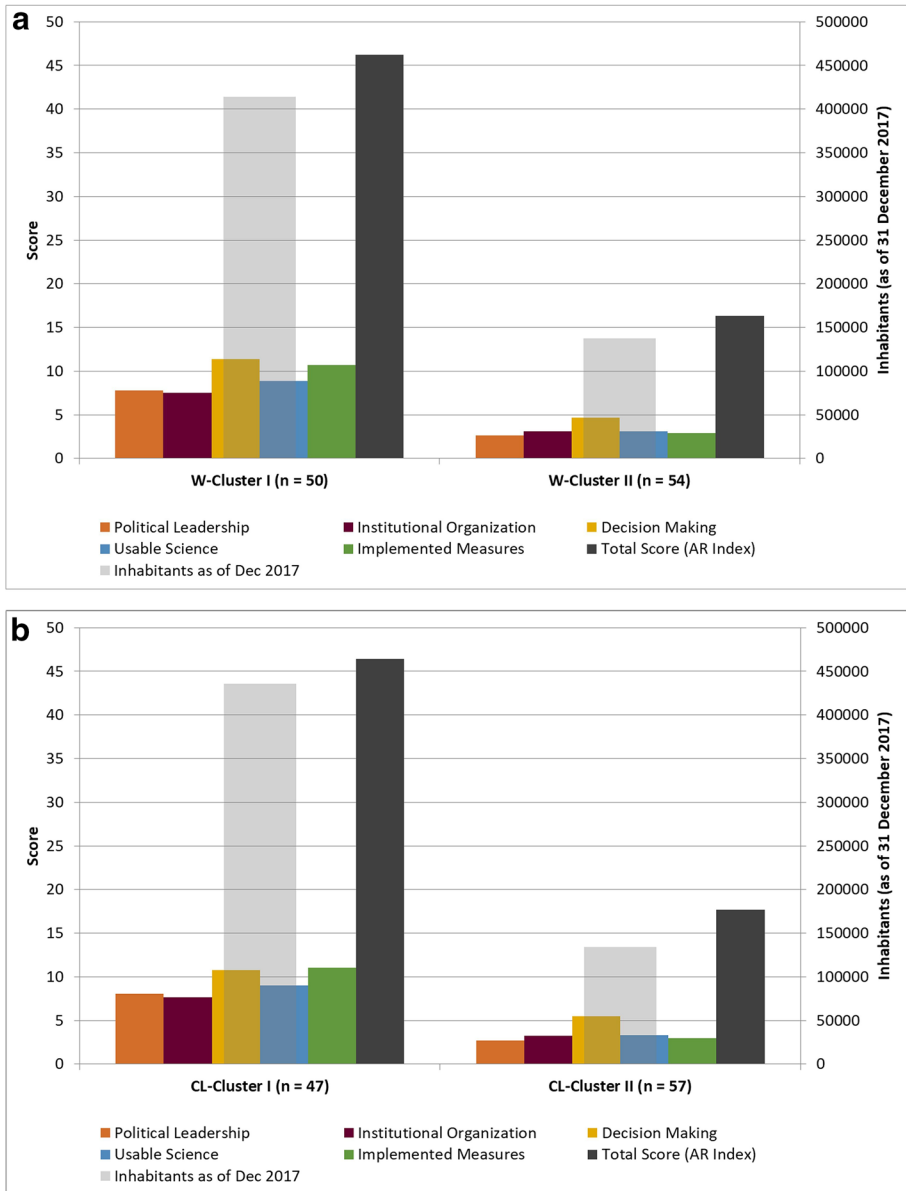 a
50
45
40
35
30
25
20
15
10
5
0
Score
500000
450000
400000
350000
300000
250000
200000
150000
100000
50000
0
Inhabitants (as of 31 December 2017)
W-Cluster I (n = 50)
W-Cluster II (n = 54)
Political Leadership
Institutional Organization
Decision Making
Usable Science
Implemented Measures
Total Score (AR Index)
Inhabitants as of Dec 2017
b
50
45
40
35
30
25
20
15
10
5
0
Score
500000
450000
400000
350000
300000
250000
200000
150000
100000
50000
0
Inhabitants (as of 31 December 2017)
CL-Cluster I (n = 47)
CL-Cluster II (n = 57)
Political Leadership
Institutional Organization
Decision Making
Usable Science
Implemented Measures
Total Score (AR Index)
Inhabitants as of Dec 2017